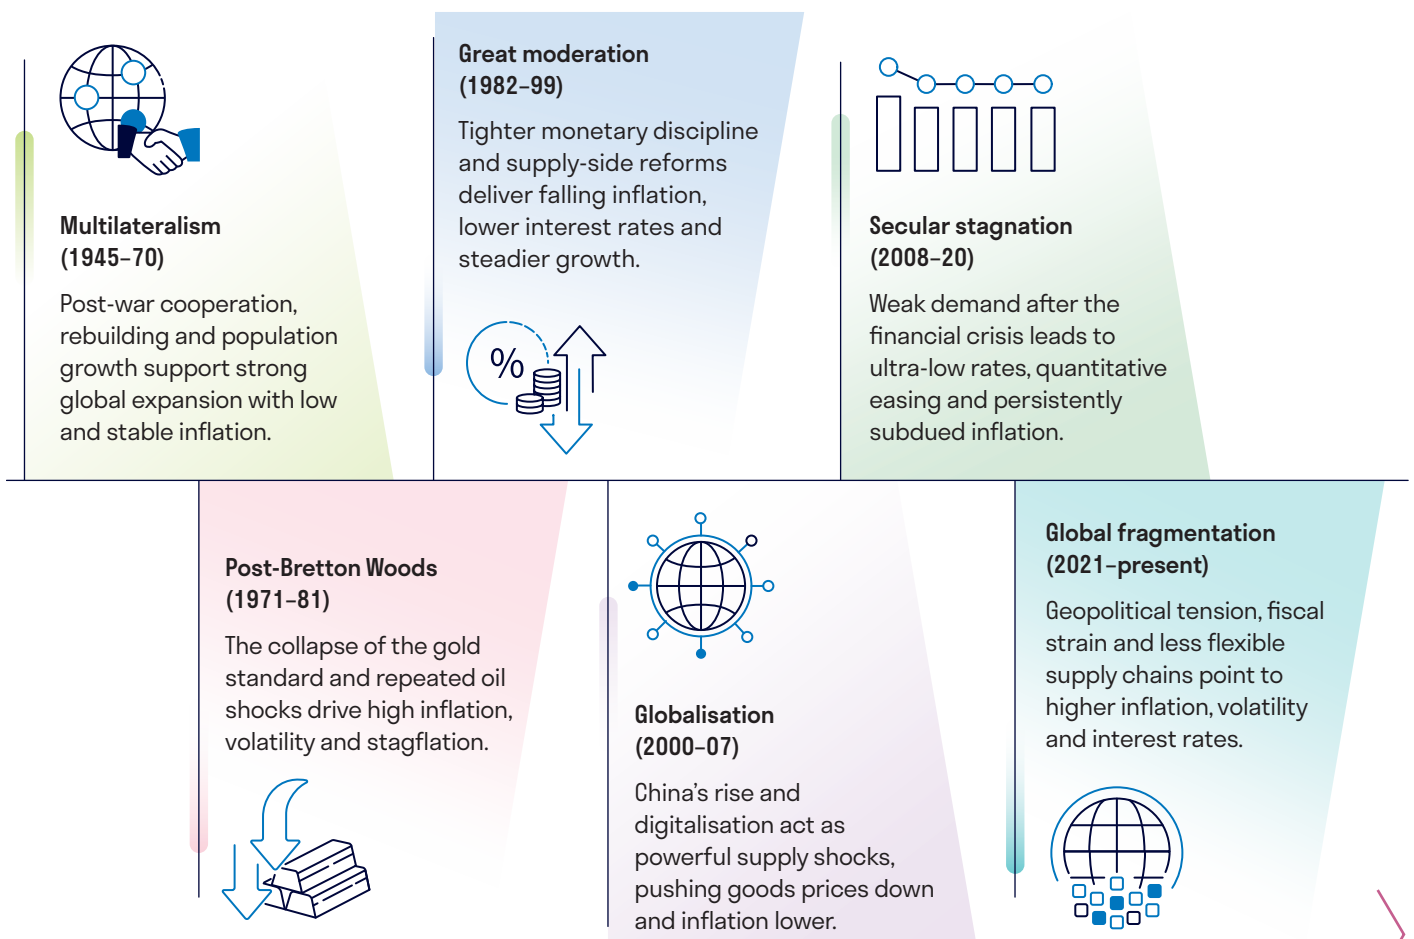 Multilateralism
(1945–70)
Post-war cooperation,
rebuilding and population
growth support strong
global expansion with low
and stable inflation.
Post-Bretton Woods
(1971–81)
The collapse of the gold
standard and repeated oil
shocks drive high inflation,
volatility and stagflation.
Great moderation
(1982–99)
Tighter monetary discipline
and supply-side reforms
deliver falling inflation,
lower interest rates and
steadier growth.
%
Globalisation
(2000–07)
China’s rise and
digitalisation act as
powerful supply shocks,
pushing goods prices down
and inflation lower.
Secular stagnation
(2008–20)
Weak demand after the
financial crisis leads to
ultra-low rates, quantitative
easing and persistently
subdued inflation.
Global fragmentation
(2021–present)
Geopolitical tension, fiscal
strain and less flexible
supply chains point to
higher inflation, volatility
and interest rates.